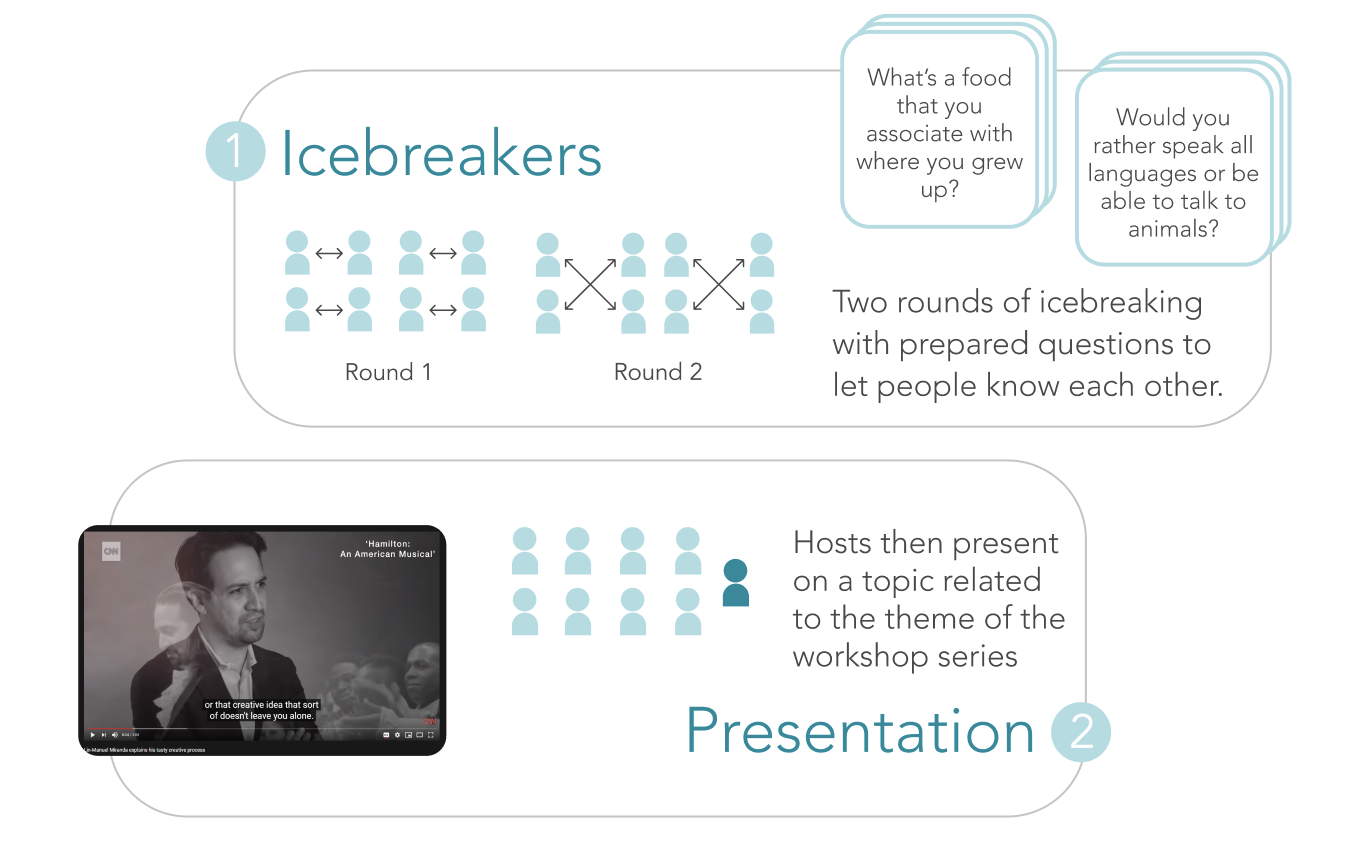 1
Icebreakers
What's a food
that you
associate with
where you grew
up?
Would you
rather speak all
languages or be
able to talk to
animals?
Round 1
Round 2
Two rounds of icebreaking
with prepared questions to
let people know each other.
CNN
'Hamilton:
An American Musical'
or that creative idea that sort
of doesn't leave you alone.
Lin-Manuel Miranda explains his tasty creative process
Hosts then present
on a topic related
to the theme of the
workshop series
Presentation
2